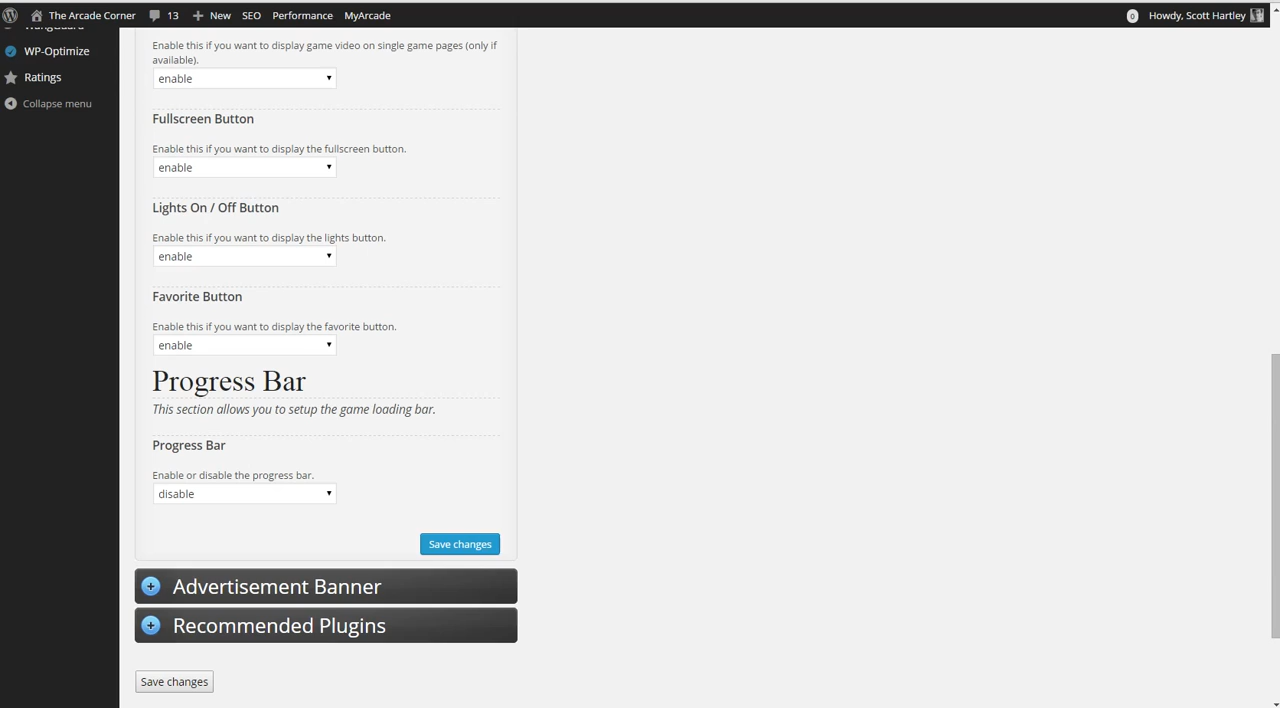 The Arcade Corner 13 New SEO Performance MyArcade 0 Howdy, Scott Hartley
WP-Optimize
Ratings
Collapse menu
Enable this if you want to display game video on single game pages (only if
available).
enable
Fullscreen Button
Enable this if you want to display the fullscreen button.
enable
Lights On / Off Button
Enable this if you want to display the lights button.
enable
Favorite Button
Enable this if you want to display the favorite button.
enable
Progress Bar
This section allows you to setup the game loading bar.
Progress Bar
Enable or disable the progress bar.
disable
Save changes
Advertisement Banner
Recommended Plugins
Save changes